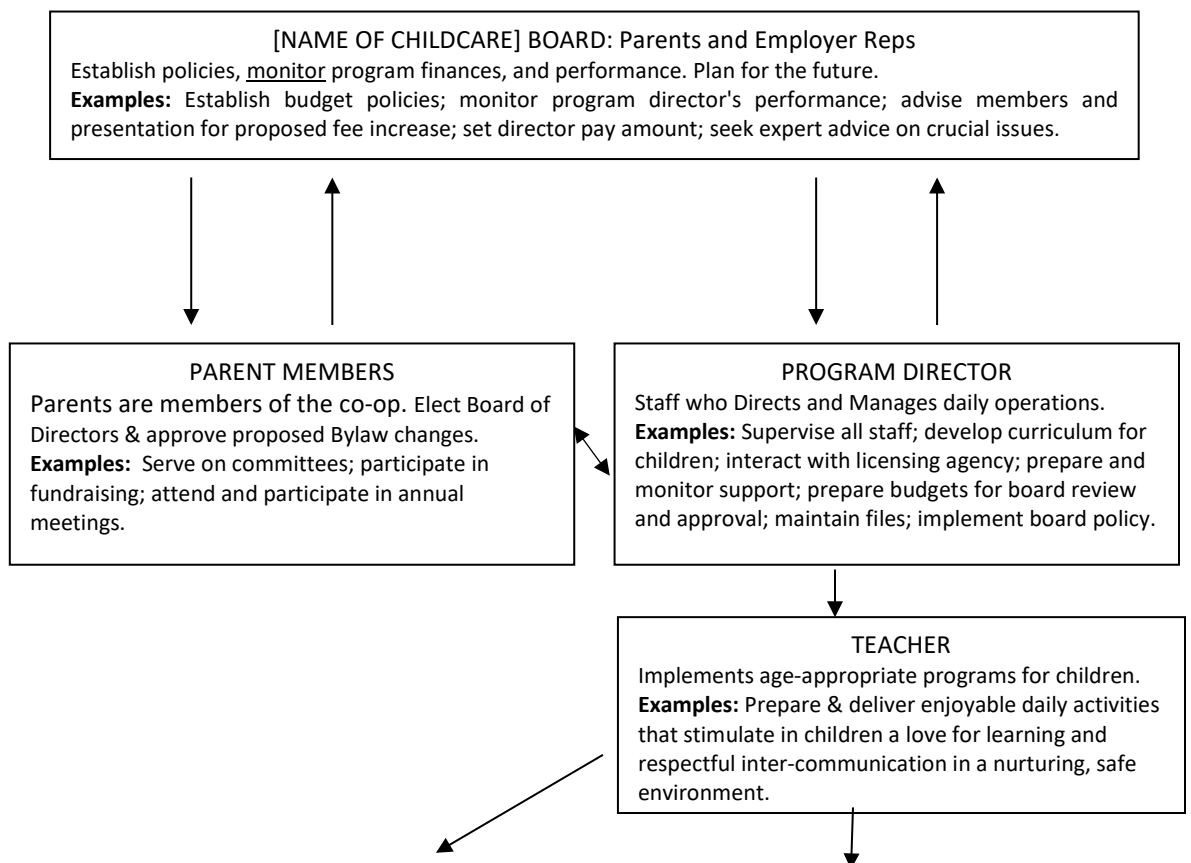 [NAME OF CHILDCARE] BOARD: Parents and Employer Reps
Establish policies, monitor program finances, and performance. Plan for the future.
Examples: Establish budget policies; monitor program director's performance; advise members and
presentation for proposed fee increase; set director pay amount; seek expert advice on crucial issues.
PARENT MEMBERS
Parents are members of the co-op. Elect Board of
Directors & approve proposed Bylaw changes.
Examples: Serve on committees; participate in
fundraising; attend and participate in annual
meetings.
PROGRAM DIRECTOR
Staff who Directs and Manages daily operations.
Examples: Supervise all staff; develop curriculum for
children; interact with licensing agency; prepare and
monitor support; prepare budgets for board review
and approval; maintain files; implement board policy.
TEACHER
Implements age-appropriate programs for children.
Examples: Prepare & deliver enjoyable daily activities
that stimulate in children a love for learning and
respectful inter-communication in a nurturing, safe
environment.